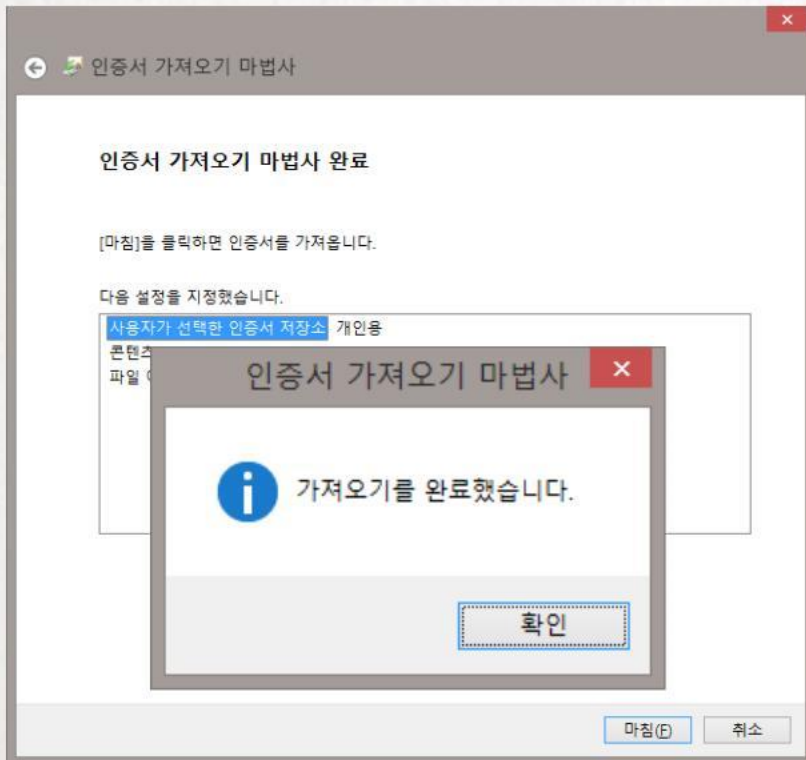 인증서 가져오기 마법사
인증서 가져오기 마법사 완료
[마침]을 클릭하면 인증서를 가져옵니다.
다음 설정을 지정했습니다.
사용자가 선택한 인증서 저장소 개인용
파일
인증서 가져오기 마법사
가져오기를 완료했습니다.
확인
마침(F) 취소